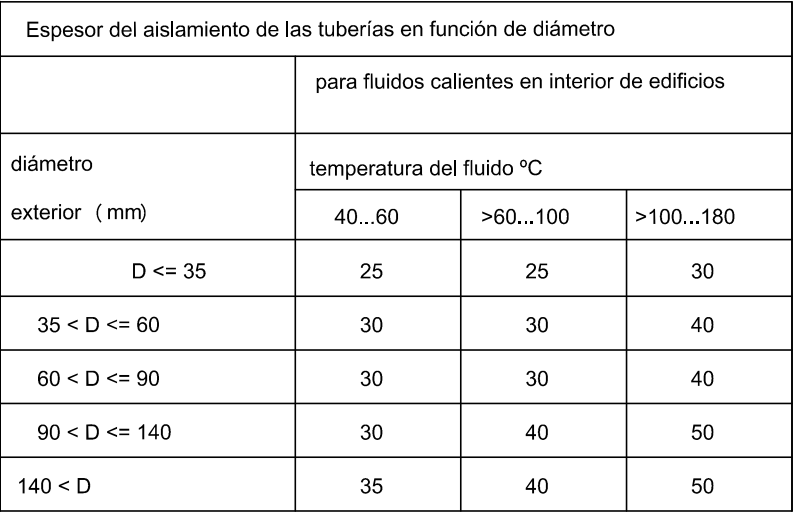 Espesor del aislamiento de las tuberías en función de diámetro
para fluidos calientes en interior de edificios
diámetro
exterior (mm)
temperatura del fluido ºC
40...60 >60...100 >100...180
D <= 35 25 25 30
35 < D <= 60 30 30 40
60 < D <= 90 30 30 40
90 < D <= 140 30 40 50
140 < D 35 40 50